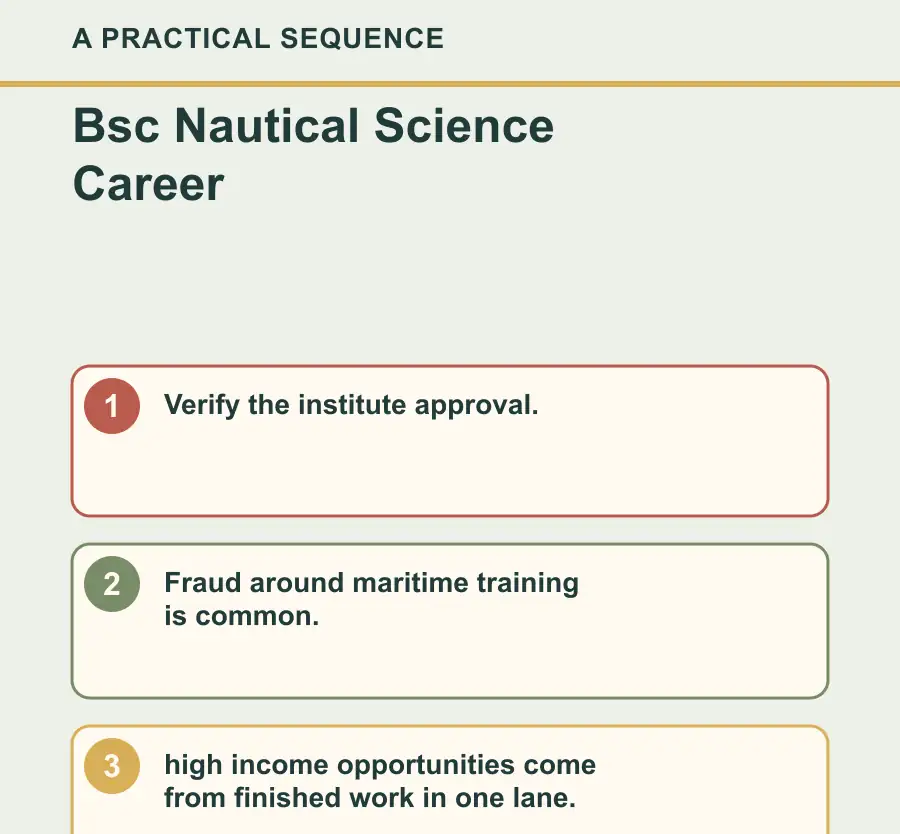 A PRACTICAL SEQUENCE
Bsc Nautical Science
Career
1
Verify the institute approval.
2
Fraud around maritime training
is common.
3
high income opportunities come
from finished work in one lane.